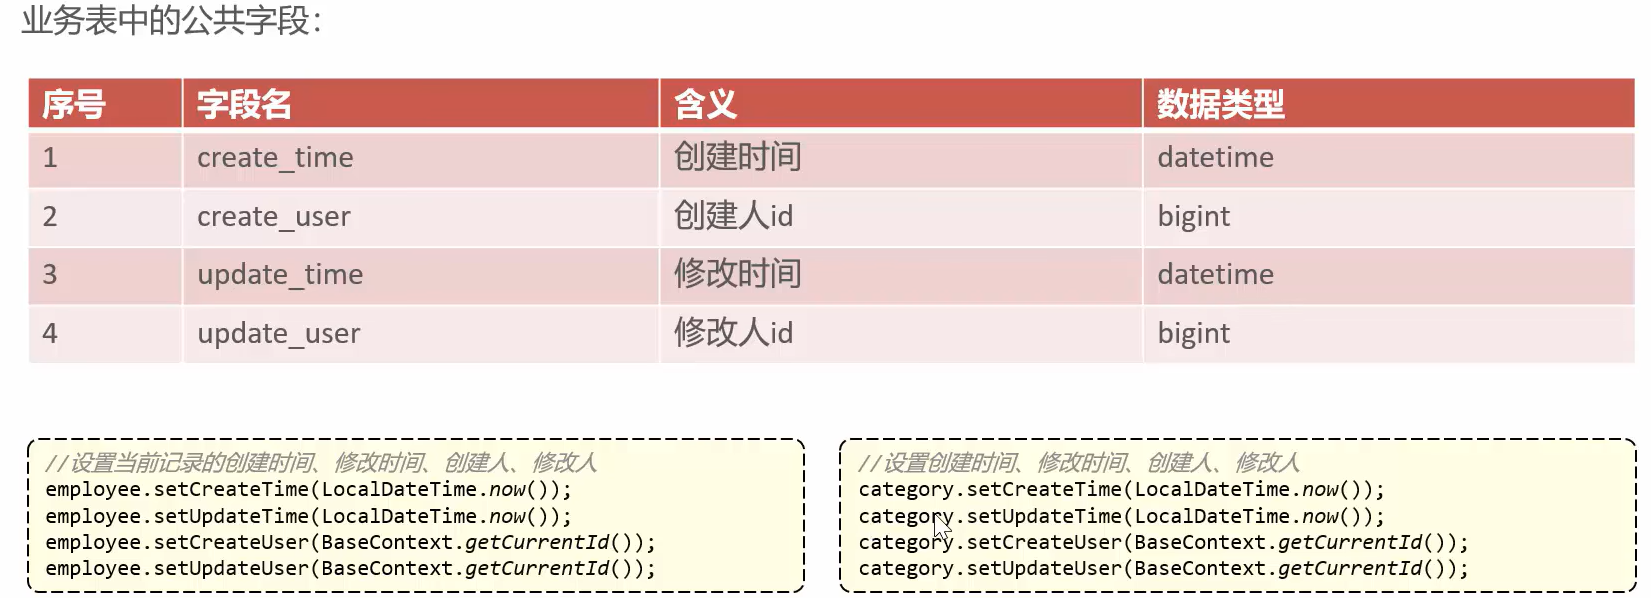 业务表中的公共字段：
序号 字段名 含义 数据类型
1 create_time 创建时间 datetime
2 create_user 创建人id bigint
3 update_time 修改时间 datetime
4 update_user 修改人id bigint
//设置当前记录的创建时间、修改时间、创建人、修改人
employee.setCreateTime(LocalDateTime.now());
employee.setUpdateTime(LocalDateTime.now());
employee.setCreateUser(BaseContext.getCurrentId());
employee.setUpdateUser(BaseContext.getCurrentId());
//设置创建时间、修改时间、创建人、修改人
category.setCreateTime(LocalDateTime.now());
category.setUpdateTime(LocalDateTime.now());
category.setCreateUser(BaseContext.getCurrentId());
category.setUpdateUser(BaseContext.getCurrentId());